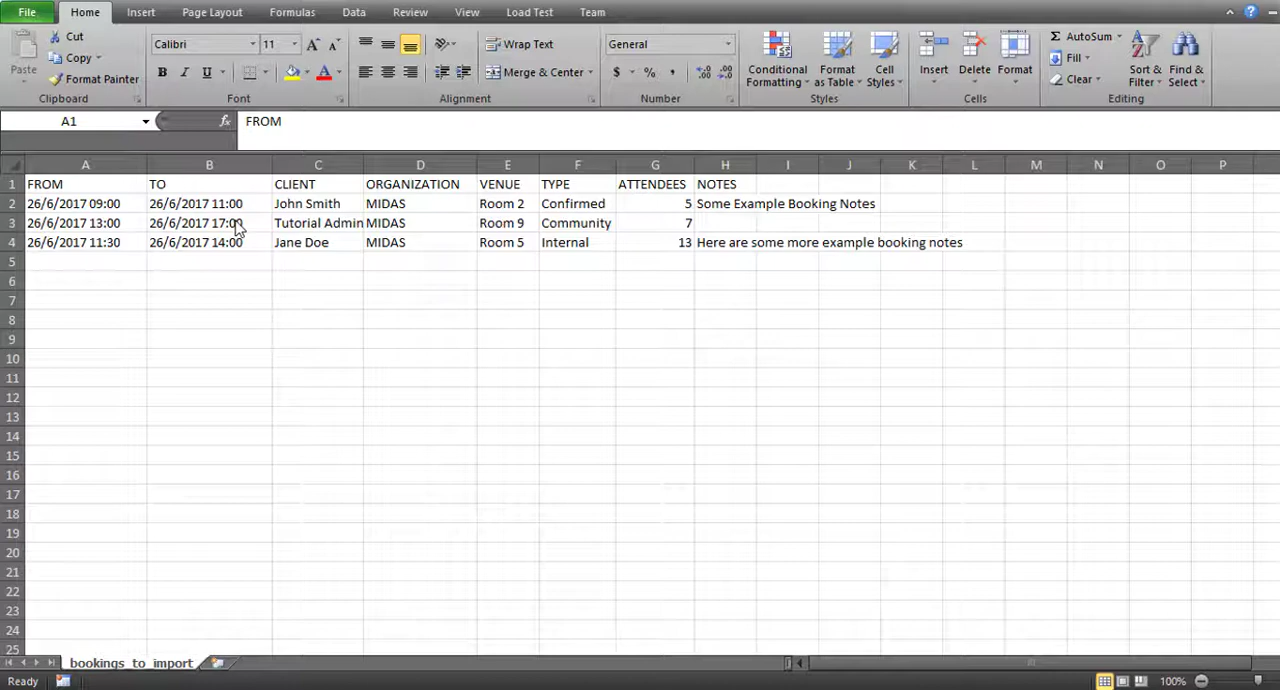 File Home Insert Page Layout Formulas Data Review View Load Test Team
Paste Cut Copy Format Painter Clipboard
Calibri B I U A A A Font
Wrap Text Merge & Center Alignment
General $ % , .00 .0 Number
Conditional Formatting Format as Table Cell Styles Styles
Insert Delete Format Cells
Σ AutoSum Fill Clear Sort & Filter Find & Select Editing
A1 fx FROM
A B C D E F G H I J K L M N O P
1 FROM TO CLIENT ORGANIZATION VENUE TYPE ATTENDEES NOTES
2 26/6/2017 09:00 26/6/2017 11:00 John Smith MIDAS Room 2 Confirmed 5 Some Example Booking Notes
3 26/6/2017 13:00 26/6/2017 17:00 Tutorial Admin MIDAS Room 9 Community 7
4 26/6/2017 11:30 26/6/2017 14:00 Jane Doe MIDAS Room 5 Internal 13 Here are some more example booking notes
5
6
7
8
9
10
11
12
13
14
15
16
17
18
19
20
21
22
23
24
25
bookings_to_import
Ready 100%